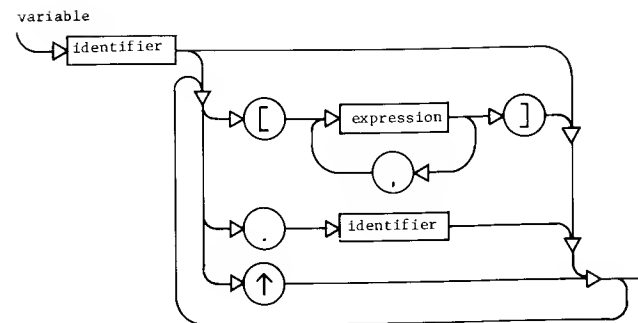 variable
identifier
[ expression ]
,
. identifier
↑